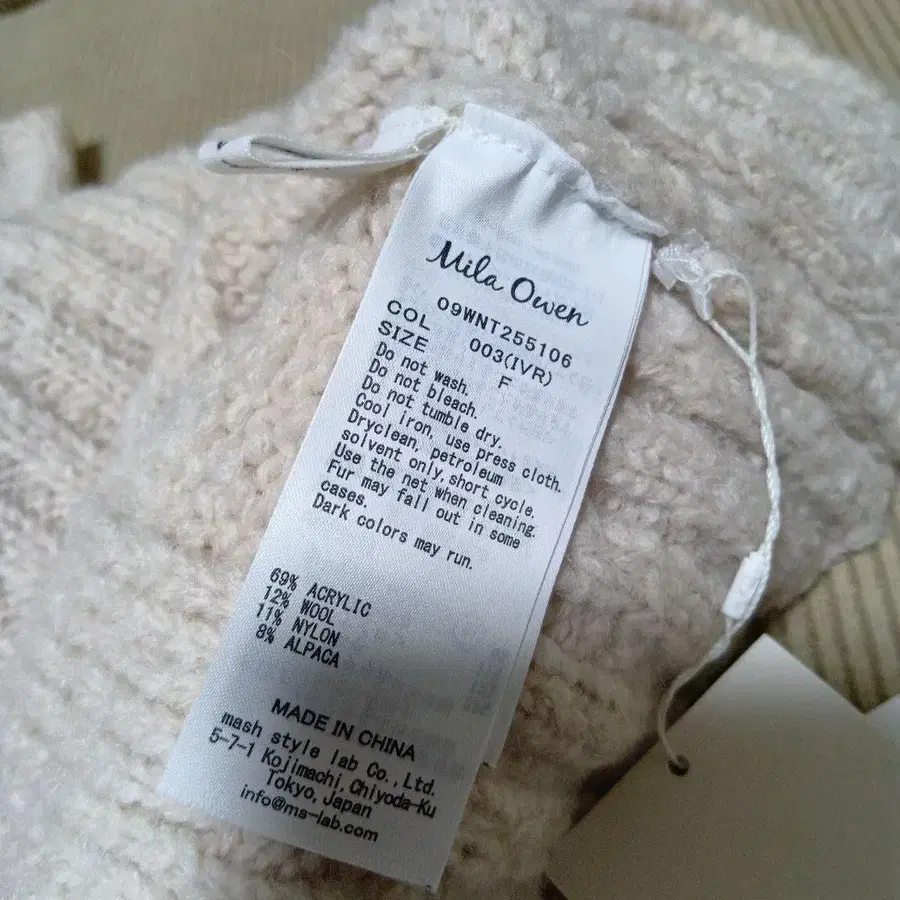 Mila Owen
09WNT255106
COL 003(IVR)
SIZE F
Do not wash.
Do not bleach.
Do not tumble dry.
Cool iron, use press cloth.
Dryclean, petroleum
solvent only, short cycle.
Use the net when cleaning.
Fur may fall out in some
cases.
Dark colors may run.
69% ACRYLIC
12% WOOL
11% NYLON
8% ALPACA
MADE IN CHINA
mash style lab Co., Ltd.
5-7-1 Kojimachi, Chiyoda-Ku
Tokyo, Japan
info@ms-lab.com